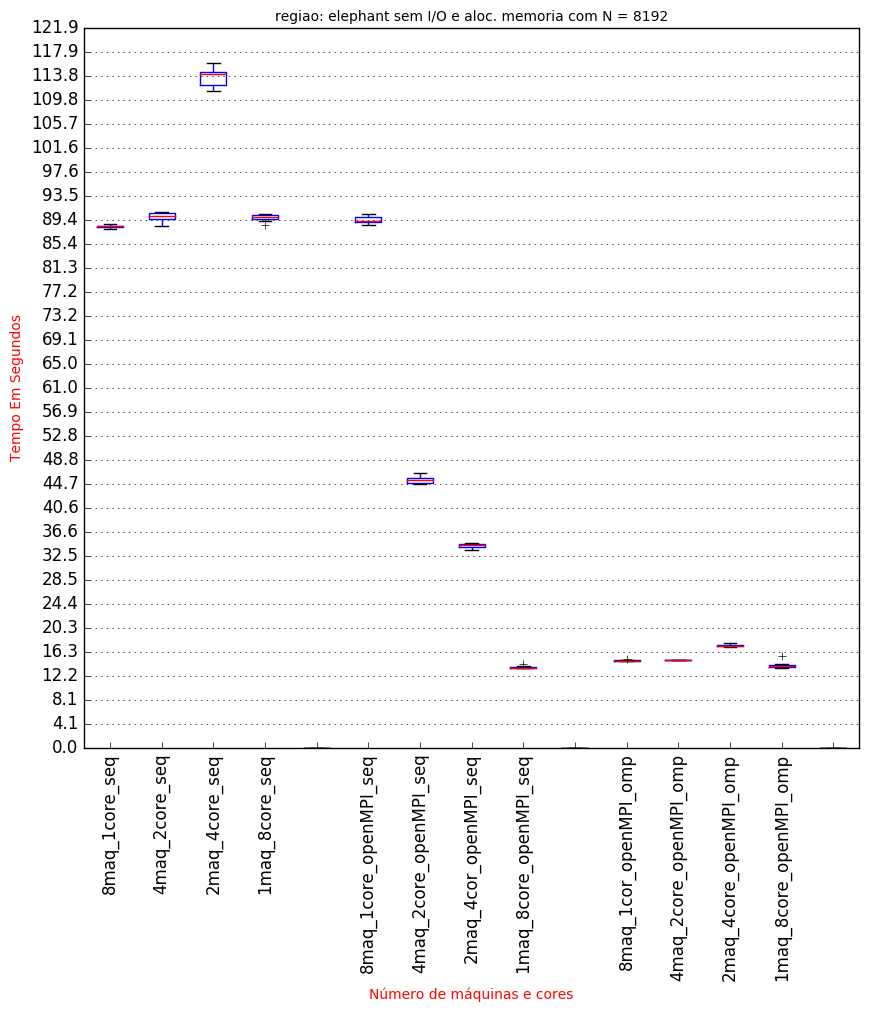 regiao: elephant sem I/O e aloc. memoria com N = 8192
121.9
117.9
113.8
109.8
105.7
101.6
97.6
93.5
89.4
85.4
81.3
77.2
73.2
69.1
65.0
61.0
56.9
52.8
48.8
44.7
40.6
36.6
32.5
28.5
24.4
20.3
16.3
12.2
8.1
4.1
0.0
Tempo Em Segundos
8maq_1core_seq
4maq_2core_seq
2maq_4core_seq
1maq_8core_seq
8maq_1core_openMPI_seq
4maq_2core_openMPI_seq
2maq_4cor_openMPI_seq
1maq_8core_openMPI_seq
8maq_1cor_openMPI_omp
4maq_2core_openMPI_omp
2maq_4core_openMPI_omp
1maq_8core_openMPI_omp
Número de máquinas e cores